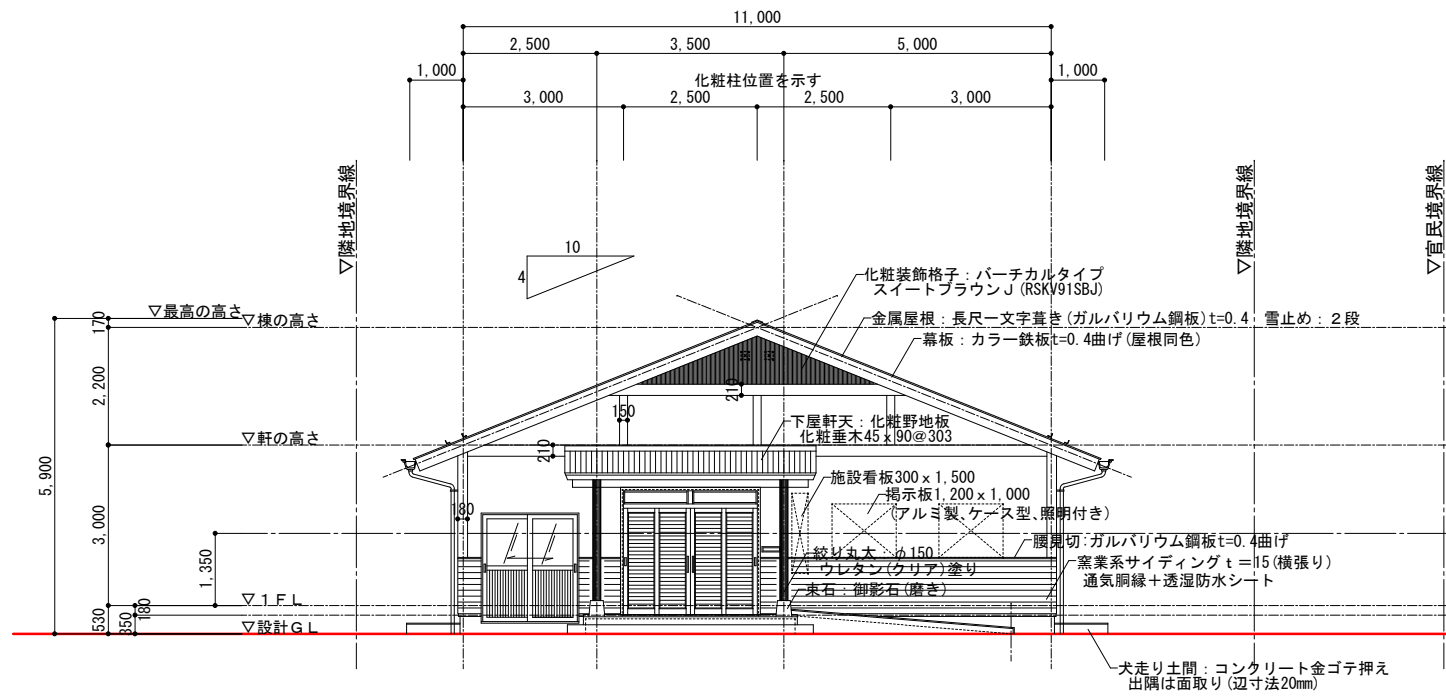 11,000
2,500
3,500
5,000
1,000
化粧柱位置を示す
1,000
3,000
2,500
2,500
3,000
▽隣地境界線
▽隣地境界線
▽官民境界線
10
4
化粧装飾格子：バーチカルタイプ
スイートブラウンＪ(RSKV91SBJ)
▽最高の高さ
170
▽棟の高さ
金属屋根：長尺一文字葺き(ガルバリウム鋼板)t=0.4 雪止め：２段
幕板：カラー鉄板t=0.4曲げ(屋根同色)
2,200
210
150
下屋軒天：化粧野地板
化粧垂木45ｘ90@303
▽軒の高さ
210
5,900
施設看板300ｘ1,500
掲示板1,200ｘ1,000
(アルミ製、ケース型、照明付き)
180
3,000
腰見切:ガルバリウム鋼板t=0.4曲げ
絞り丸太：φ150
ウレタン(クリア)塗り
窯業系サイディングｔ＝15(横張り)
通気胴縁＋透湿防水シート
1,350
束石：御影石(磨き)
▽１ＦＬ
180
530
350
▽設計ＧＬ
犬走り土間：コンクリート金ゴテ押え
出隅は面取り(辺寸法20mm)